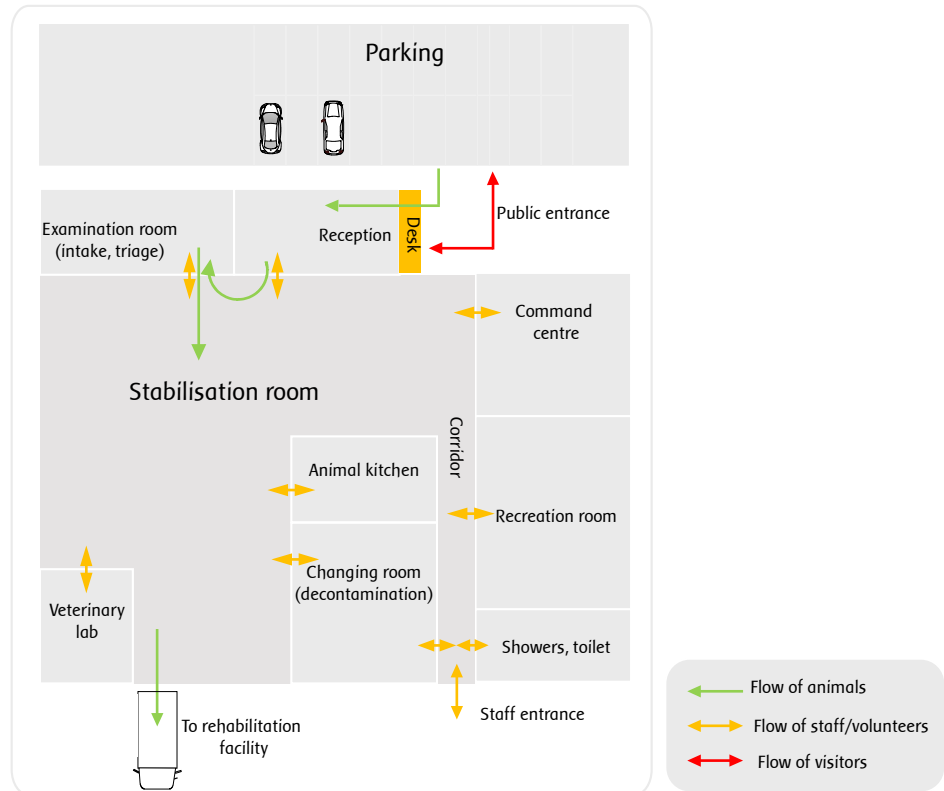 Parking
Public entrance
Examination room
(intake, triage)
Reception
Desk
Command
centre
Stabilisation room
Corridor
Animal kitchen
Recreation room
Changing room
(decontamination)
Veterinary
lab
Showers, toilet
Staff entrance
To rehabilitation
facility
Flow of animals
Flow of staff/volunteers
Flow of visitors